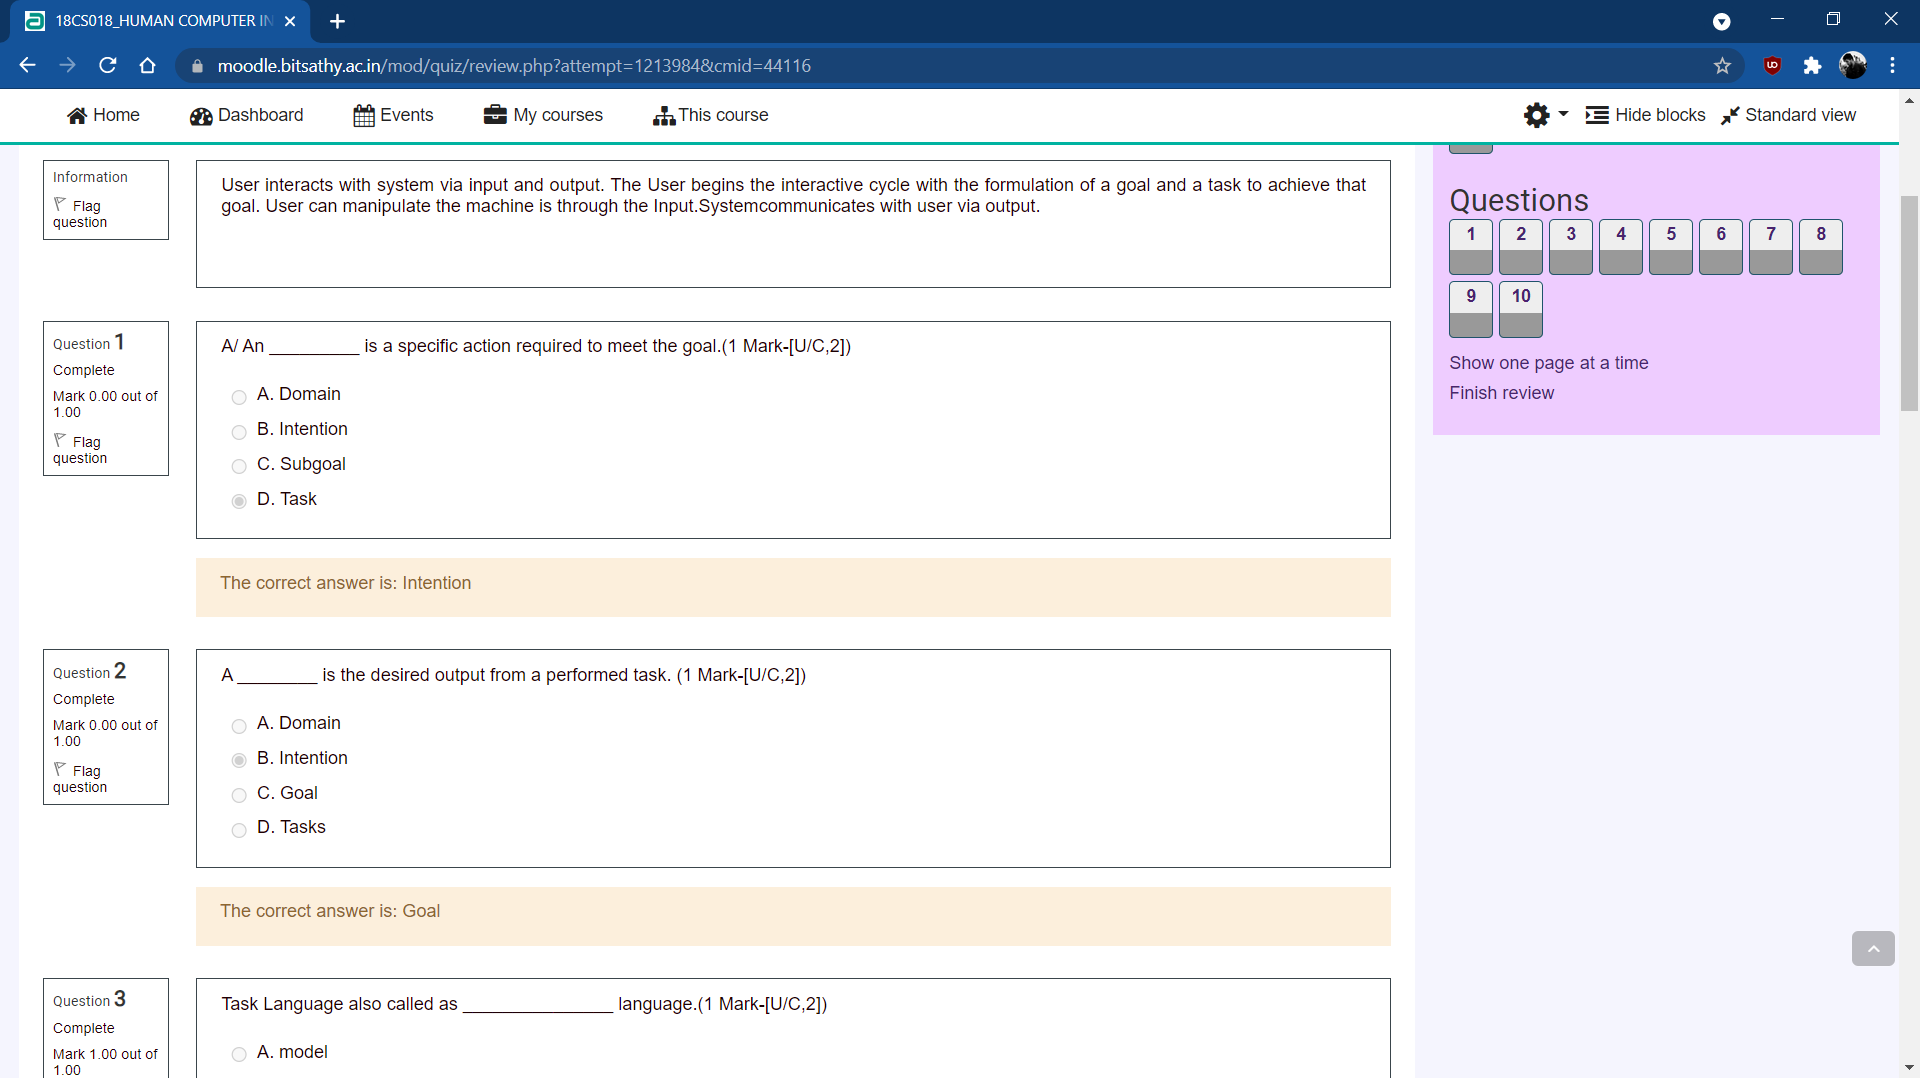 18CS018_HUMAN COMPUTER IN
moodle.bitsathy.ac.in/mod/quiz/review.php?attempt=1213984&cmid=44116
Home
Dashboard
Events
My courses
This course
Hide blocks
Standard view
Information
Flag
question
User interacts with system via input and output. The User begins the interactive cycle with the formulation of a goal and a task to achieve that
goal. User can manipulate the machine is through the Input.Systemcommunicates with user via output.
Question 1
Complete
Mark 0.00 out of
1.00
Flag
question
A/ An _________ is a specific action required to meet the goal.(1 Mark-[U/C,2])
A. Domain
B. Intention
C. Subgoal
D. Task
The correct answer is: Intention
Question 2
Complete
Mark 0.00 out of
1.00
Flag
question
A ________ is the desired output from a performed task. (1 Mark-[U/C,2])
A. Domain
B. Intention
C. Goal
D. Tasks
The correct answer is: Goal
Question 3
Complete
Mark 1.00 out of
1.00
Task Language also called as _______________ language.(1 Mark-[U/C,2])
A. model
Questions
1 2 3 4 5 6 7 8
9 10
Show one page at a time
Finish review